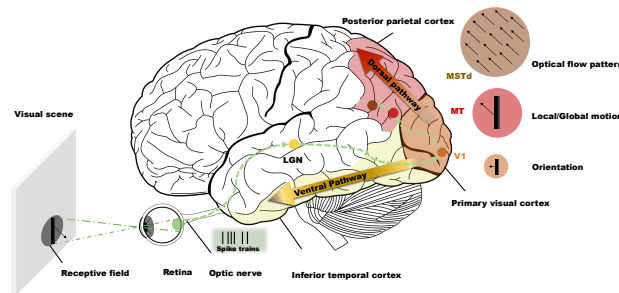 Posterior parietal cortex
MSTd
Optical flow pattern
Visual scene
Dorsal pathway
MT
Local/Global motion
LGN
V1
Orientation
Ventral Pathway
Primary visual cortex
Spike trains
Receptive field
Retina
Optic nerve
Inferior temporal cortex